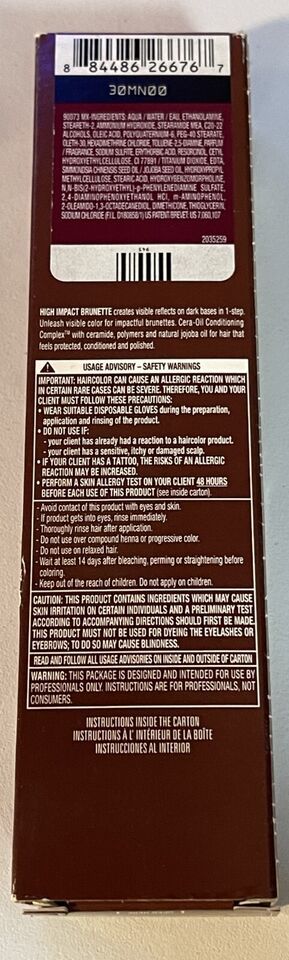 8 84486 26676 7
30MN00
90073 MX-INGREDIENTS: AQUA / WATER / EAU, ETHANOLAMINE,
STEARETH-2, AMMONIUM HYDROXIDE, STEARAMIDE MEA, C20-22
ALCOHOLS, OLEIC ACID, POLYQUATERNIUM-6, PEG-40 STEARATE,
OLETH-30, HEXADIMETHRINE CHLORIDE, TOLUENE-2,5-DIAMINE, PARFUM
/ FRAGRANCE, SODIUM SULFITE, ERYTHORBIC ACID, RESORCINOL, CETYL
HYDROXYETHYLCELLULOSE, CI 77891 / TITANIUM DIOXIDE, EDTA,
SIMMONDSIA CHINENSIS SEED OIL / JOJOBA SEED OIL, HYDROXYPROPYL
METHYLCELLULOSE, STEARIC ACID, HYDROXYBENZOMORPHOLINE,
N,N-BIS(2-HYDROXYETHYL)-p-PHENYLENEDIAMINE SULFATE,
2,4-DIAMINOPHENOXYETHANOL HCl, m-AMINOPHENOL,
2-OLEAMIDO-1,3-OCTADECANEDIOL, DIMETHICONE, THIOGLYCERIN,
SODIUM CHLORIDE (F.I.L. D180858/1) US PATENT/BREVET: US 7,060,107
2035259
943
HIGH IMPACT BRUNETTE creates visible reflects on dark bases in 1-step.
Unleash visible color for impactful brunettes. Cera-Oil Conditioning
Complex™ with ceramide, polymers and natural jojoba oil for hair that
feels protected, conditioned and polished.
USAGE ADVISORY – SAFETY WARNINGS
IMPORTANT: HAIRCOLOR CAN CAUSE AN ALLERGIC REACTION WHICH
IN CERTAIN RARE CASES CAN BE SEVERE. THEREFORE, YOU AND YOUR
CLIENT MUST FOLLOW THESE PRECAUTIONS:
• WEAR SUITABLE DISPOSABLE GLOVES during the preparation,
application and rinsing of the product.
• DO NOT USE IF:
- your client has already had a reaction to a haircolor product.
- your client has a sensitive, itchy or damaged scalp.
• IF YOUR CLIENT HAS A TATTOO, THE RISKS OF AN ALLERGIC
REACTION MAY BE INCREASED.
• PERFORM A SKIN ALLERGY TEST ON YOUR CLIENT 48 HOURS
BEFORE EACH USE OF THIS PRODUCT (see inside carton).
- Avoid contact of this product with eyes and skin.
- If product gets into eyes, rinse immediately.
- Thoroughly rinse hair after application.
- Do not use over compound henna or progressive color.
- Do not use on relaxed hair.
- Wait at least 14 days after bleaching, perming or straightening before
coloring.
- Keep out of the reach of children. Do not apply on children.
CAUTION: THIS PRODUCT CONTAINS INGREDIENTS WHICH MAY CAUSE
SKIN IRRITATION ON CERTAIN INDIVIDUALS AND A PRELIMINARY TEST
ACCORDING TO ACCOMPANYING DIRECTIONS SHOULD FIRST BE MADE.
THIS PRODUCT MUST NOT BE USED FOR DYEING THE EYELASHES OR
EYEBROWS; TO DO SO MAY CAUSE BLINDNESS.
READ AND FOLLOW ALL USAGE ADVISORIES ON INSIDE AND OUTSIDE OF CARTON
WARNING: THIS PACKAGE IS DESIGNED AND INTENDED FOR USE BY
PROFESSIONALS ONLY. INSTRUCTIONS ARE FOR PROFESSIONALS, NOT
CONSUMERS.
INSTRUCTIONS INSIDE THE CARTON
INSTRUCTIONS À L' INTÉRIEUR DE LA BOÎTE
INSTRUCCIONES AL INTERIOR